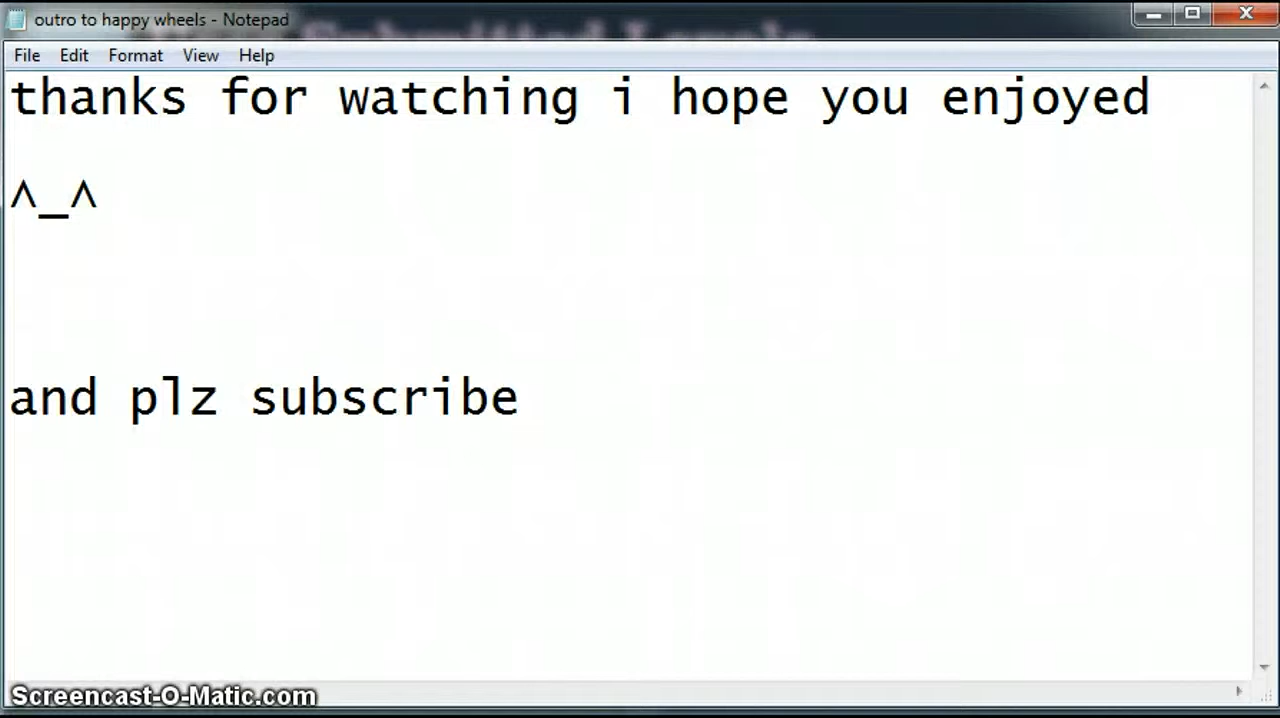 outro to happy wheels - Notepad
File Edit Format View Help
thanks for watching i hope you enjoyed
^_^
and plz subscribe
Screencast-O-Matic.com